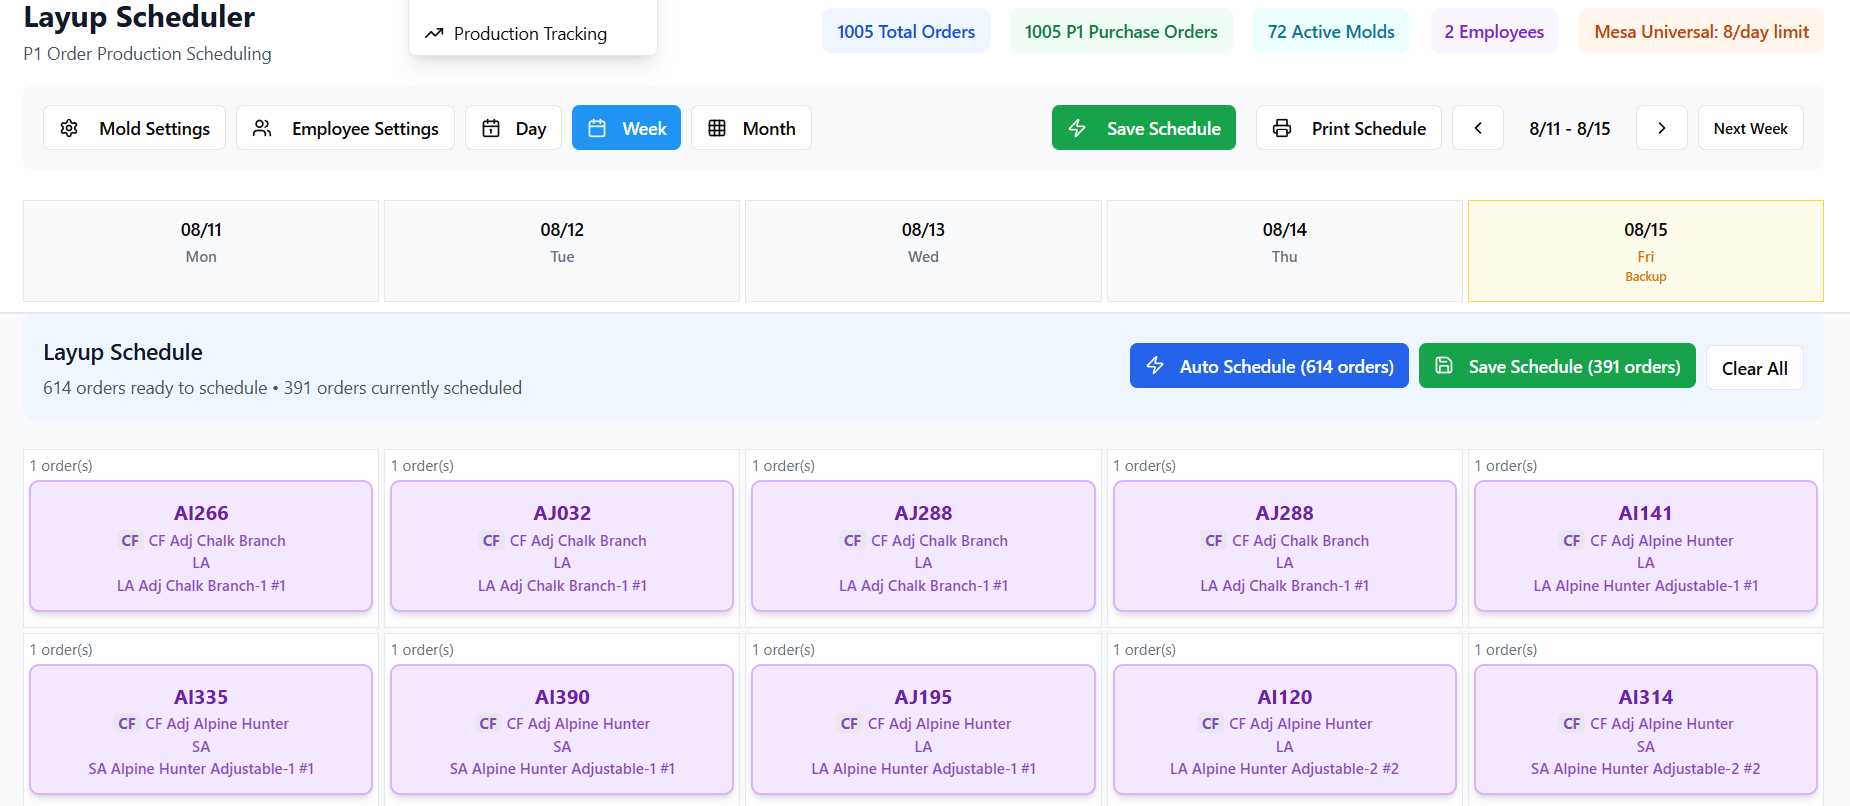 Layup Scheduler
P1 Order Production Scheduling
Production Tracking
1005 Total Orders
1005 P1 Purchase Orders
72 Active Molds
2 Employees
Mesa Universal: 8/day limit
Mold Settings
Employee Settings
Day
Week
Month
Save Schedule
Print Schedule
8/11 - 8/15
Next Week
08/11
Mon
08/12
Tue
08/13
Wed
08/14
Thu
08/15
Fri
Backup
Layup Schedule
614 orders ready to schedule • 391 orders currently scheduled
Auto Schedule (614 orders)
Save Schedule (391 orders)
Clear All
1 order(s)
AI266
CF CF Adj Chalk Branch
LA
LA Adj Chalk Branch-1 #1
1 order(s)
AJ032
CF CF Adj Chalk Branch
LA
LA Adj Chalk Branch-1 #1
1 order(s)
AJ288
CF CF Adj Chalk Branch
LA
LA Adj Chalk Branch-1 #1
1 order(s)
AJ288
CF CF Adj Chalk Branch
LA
LA Adj Chalk Branch-1 #1
1 order(s)
AI141
CF CF Adj Alpine Hunter
LA
LA Alpine Hunter Adjustable-1 #1
1 order(s)
AI335
CF CF Adj Alpine Hunter
SA
SA Alpine Hunter Adjustable-1 #1
1 order(s)
AI390
CF CF Adj Alpine Hunter
SA
SA Alpine Hunter Adjustable-1 #1
1 order(s)
AJ195
CF CF Adj Alpine Hunter
LA
LA Alpine Hunter Adjustable-1 #1
1 order(s)
AI120
CF CF Adj Alpine Hunter
LA
LA Alpine Hunter Adjustable-2 #2
1 order(s)
AI314
CF CF Adj Alpine Hunter
SA
SA Alpine Hunter Adjustable-2 #2